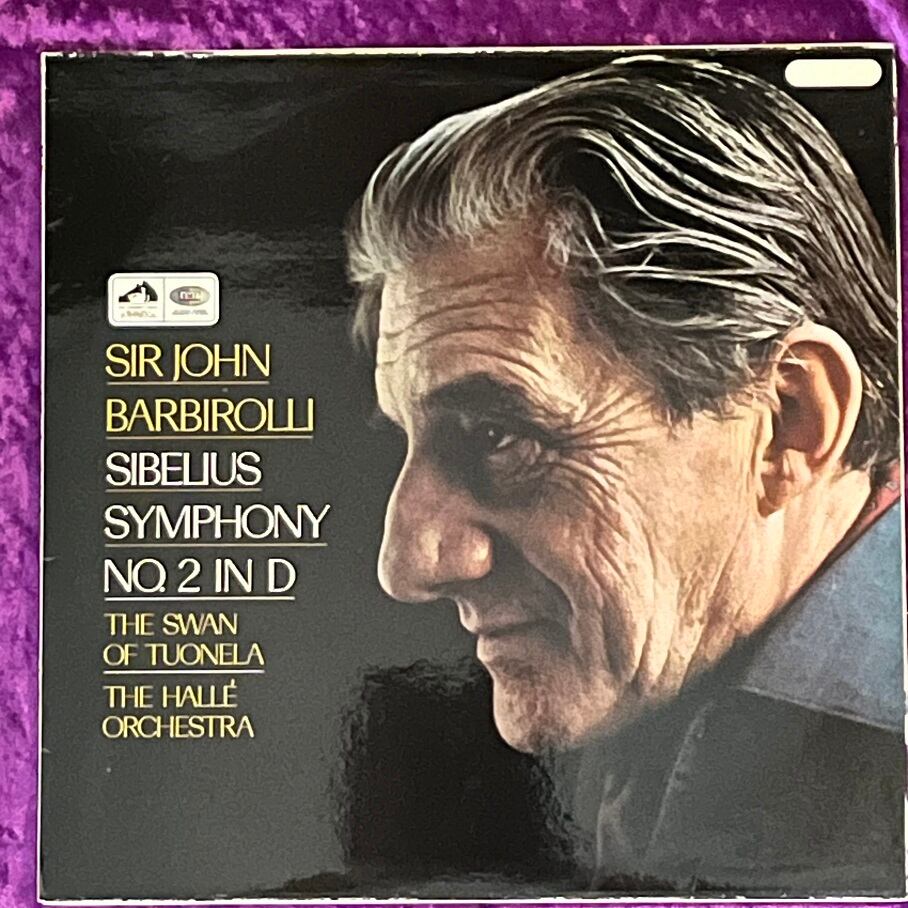 SIR JOHN
BARBIROLLI
SIBELIUS
SYMPHONY
NO. 2 IN D
THE SWAN
OF TUONELA
THE HALLÉ
ORCHESTRA